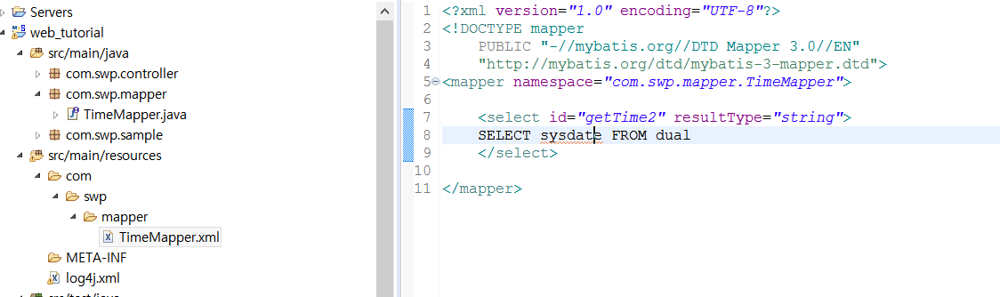 Servers
web_tutorial
src/main/java
com.swp.controller
com.swp.mapper
TimeMapper.java
com.swp.sample
src/main/resources
com
swp
mapper
TimeMapper.xml
META-INF
log4j.xml
src/test/java
1 <?xml version="1.0" encoding="UTF-8"?>
2 <!DOCTYPE mapper
3 PUBLIC "-//mybatis.org//DTD Mapper 3.0//EN"
4 "http://mybatis.org/dtd/mybatis-3-mapper.dtd">
5 <mapper namespace="com.swp.mapper.TimeMapper">
6
7 <select id="getTime2" resultType="string">
8 SELECT sysdate FROM dual
9 </select>
10
11 </mapper>